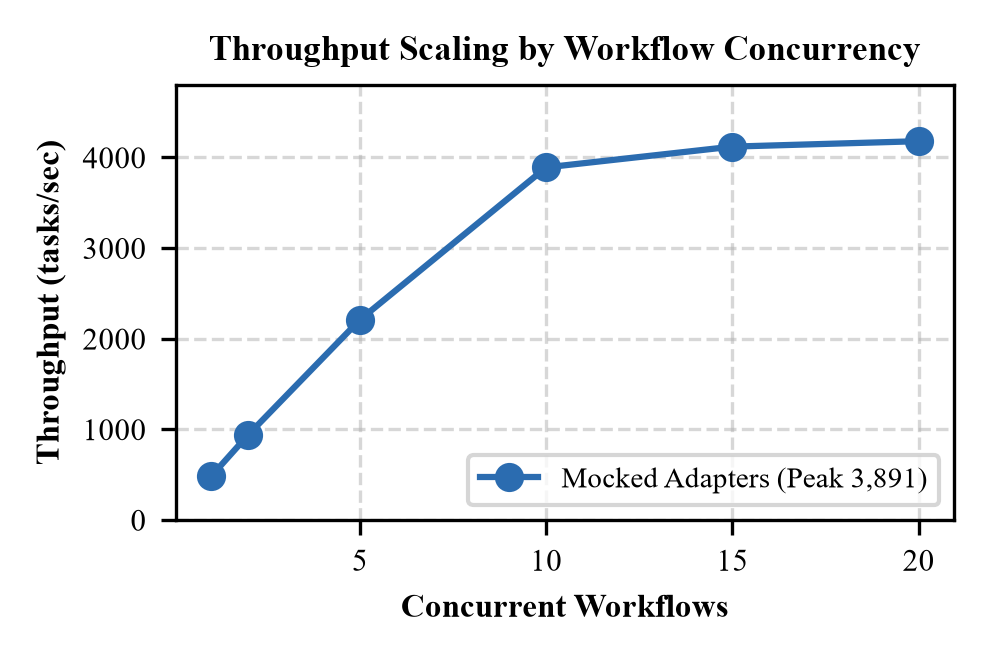 Throughput Scaling by Workflow Concurrency
Throughput (tasks/sec)
4000
3000
2000
1000
0
Mocked Adapters (Peak 3,891)
5 10 15 20
Concurrent Workflows